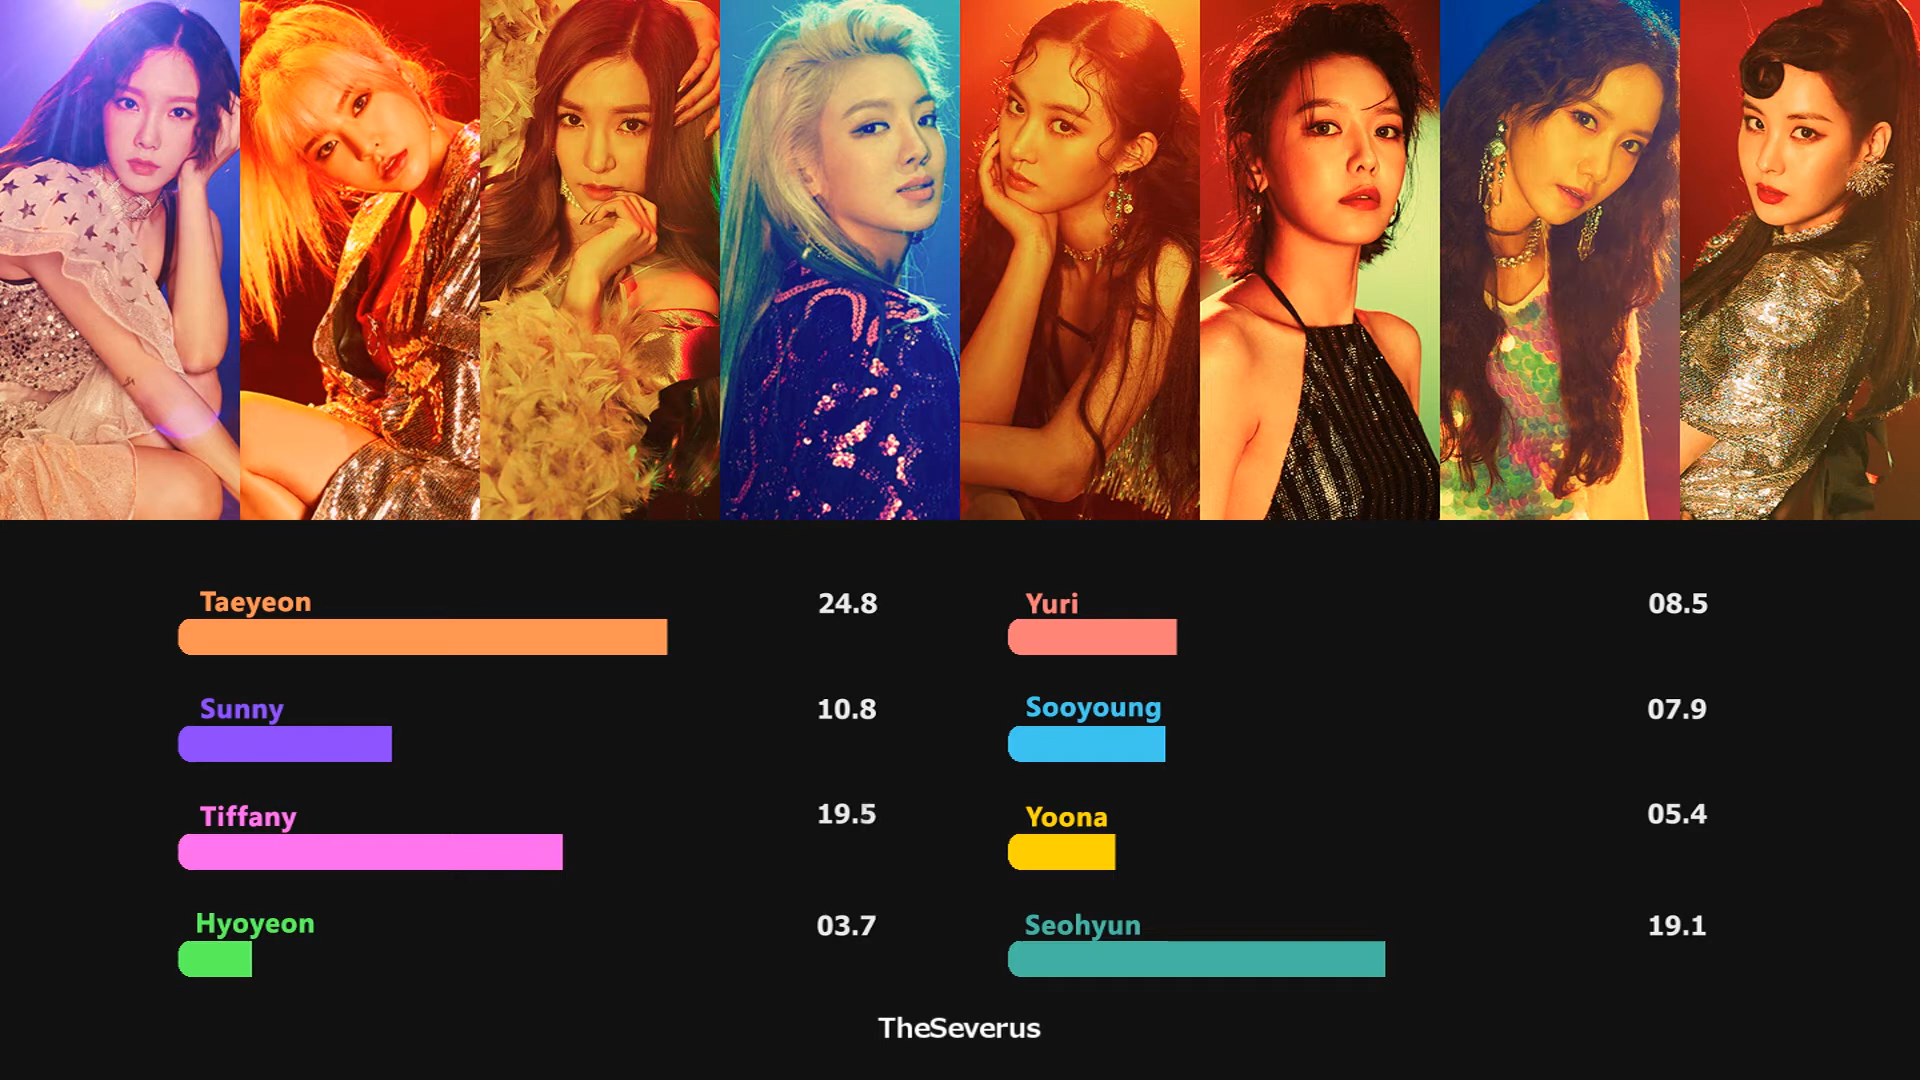 Taeyeon 24.8
Yuri 08.5
Sunny 10.8
Sooyoung 07.9
Tiffany 19.5
Yoona 05.4
Hyoyeon 03.7
Seohyun 19.1
TheSeverus